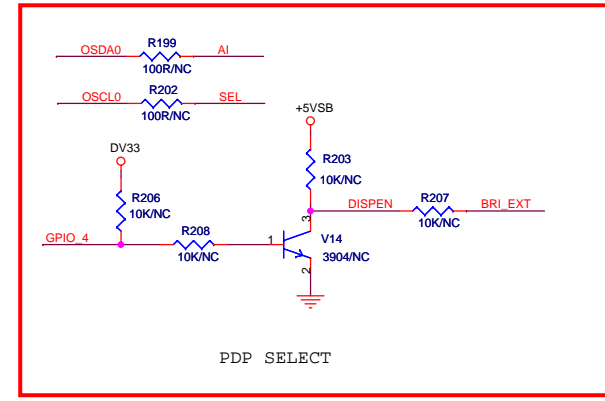 R199
OSDA0 AI
100R/NC
R202
OSCL0 SEL
100R/NC
+5VSB
DV33
R203
10K/NC
R206
10K/NC
DISPEN R207 BRI_EXT
10K/NC
3
GPIO_4 R208 1 V14
10K/NC 3904/NC
2
PDP SELECT